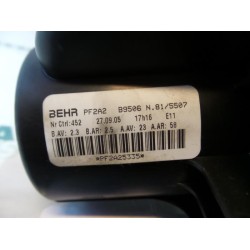 BEHR PF2A2 B9506 N.81/5507
Nr Ctrl:452 27.09.05 17h16 E11
B.AV: 2.3 B.AR: 2.5 A.AV: 23 A.AR: 59
*PF2A25335*